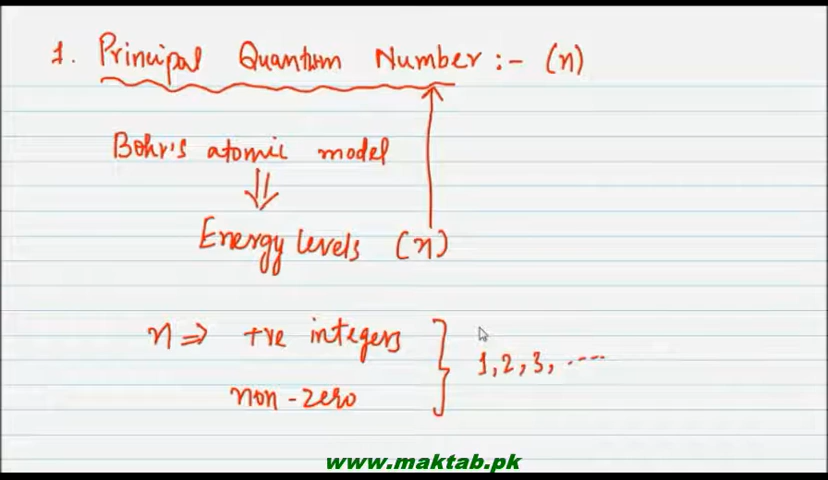 1. Principal Quantum Number :- (n)
Bohr's atomic model
⇓
Energy levels (n)
n ⇒ +ve integers
non-zero
} 1, 2, 3, ....
www.maktab.pk